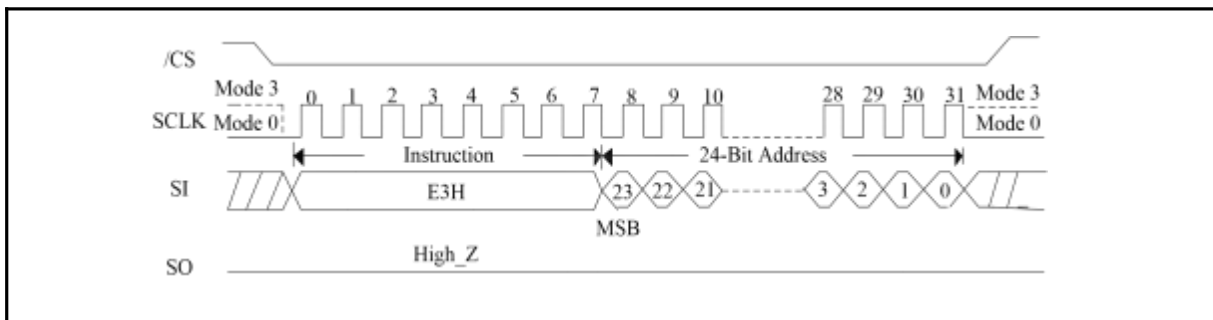 /CS
Mode 3 0 1 2 3 4 5 6 7 8 9 10 28 29 30 31 Mode 3
SCLK Mode 0 Mode 0
Instruction 24-Bit Address
SI E3H 23 22 21 3 2 1 0
MSB
High_Z
SO